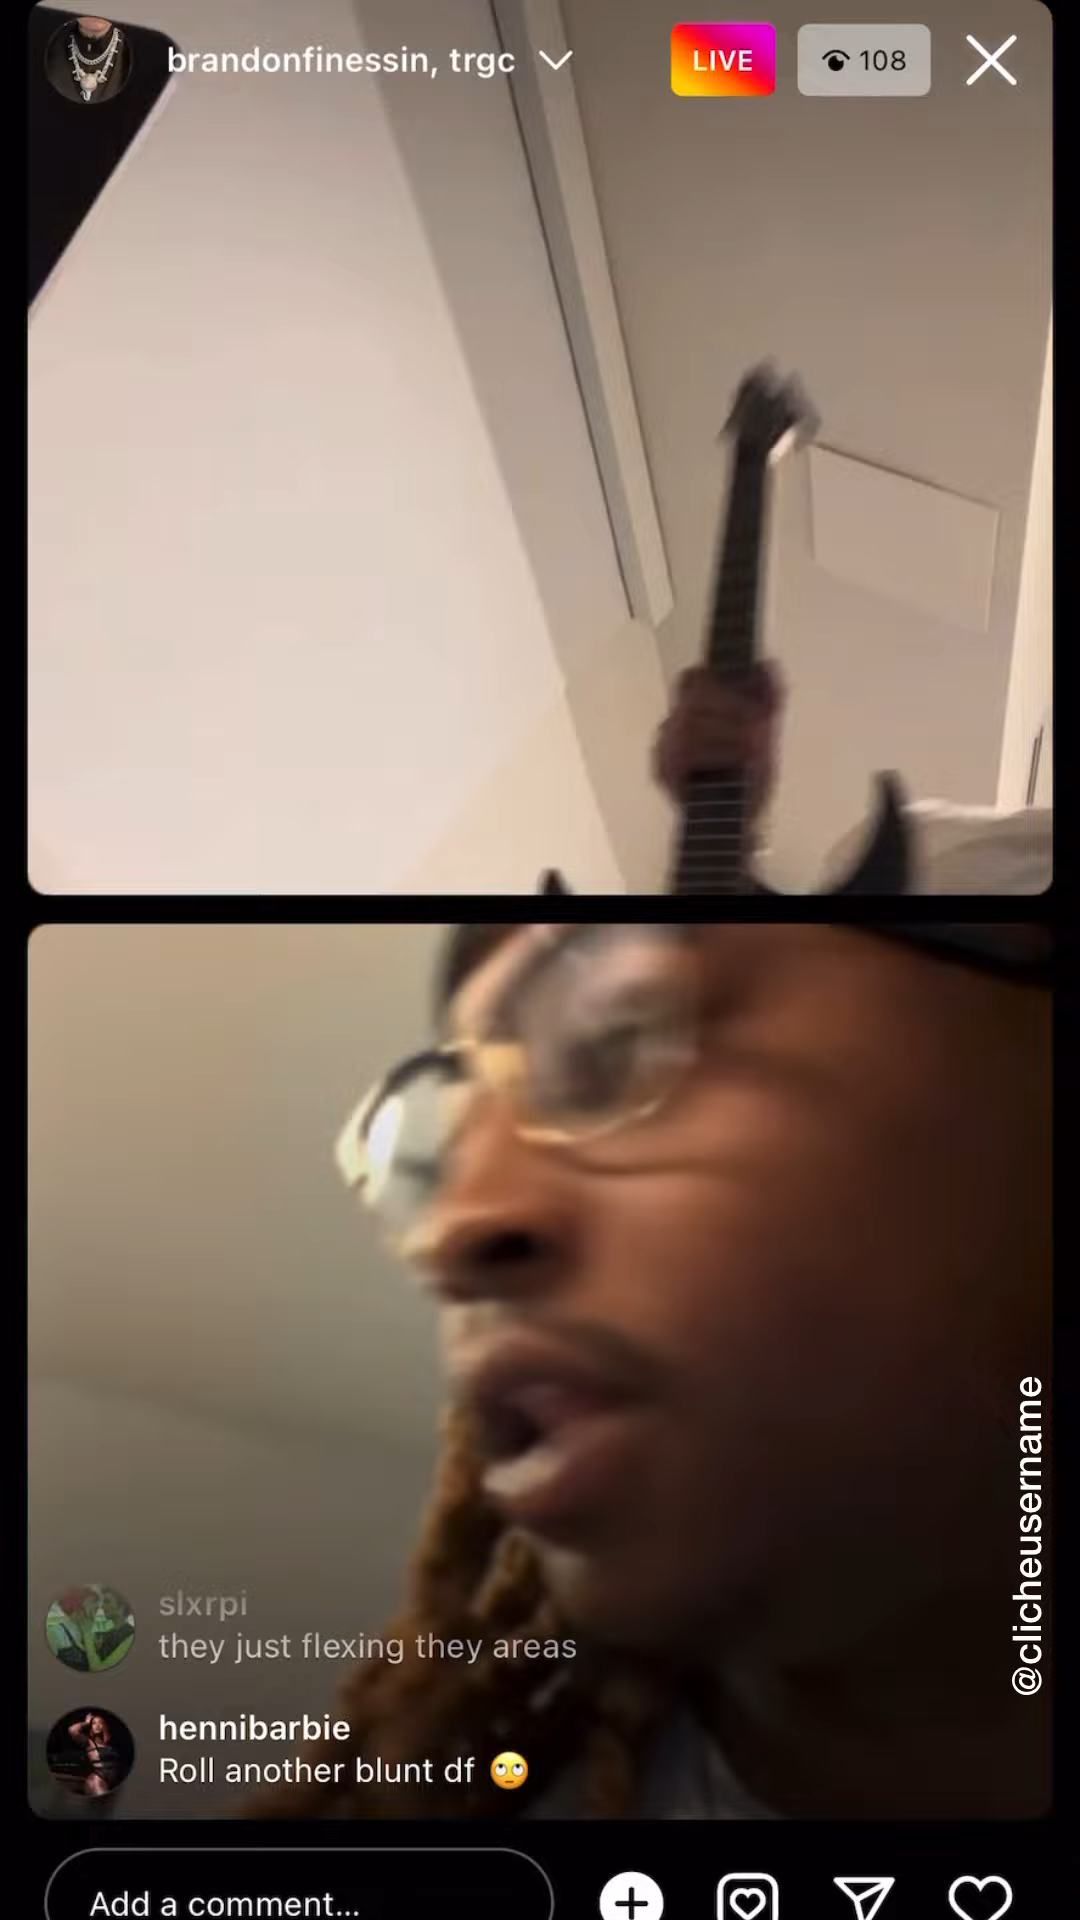 brandonfinessin, trgc
LIVE
108
@clicheusername
slxrpi
they just flexing they areas
hennibarbie
Roll another blunt df 🙄
Add a comment...